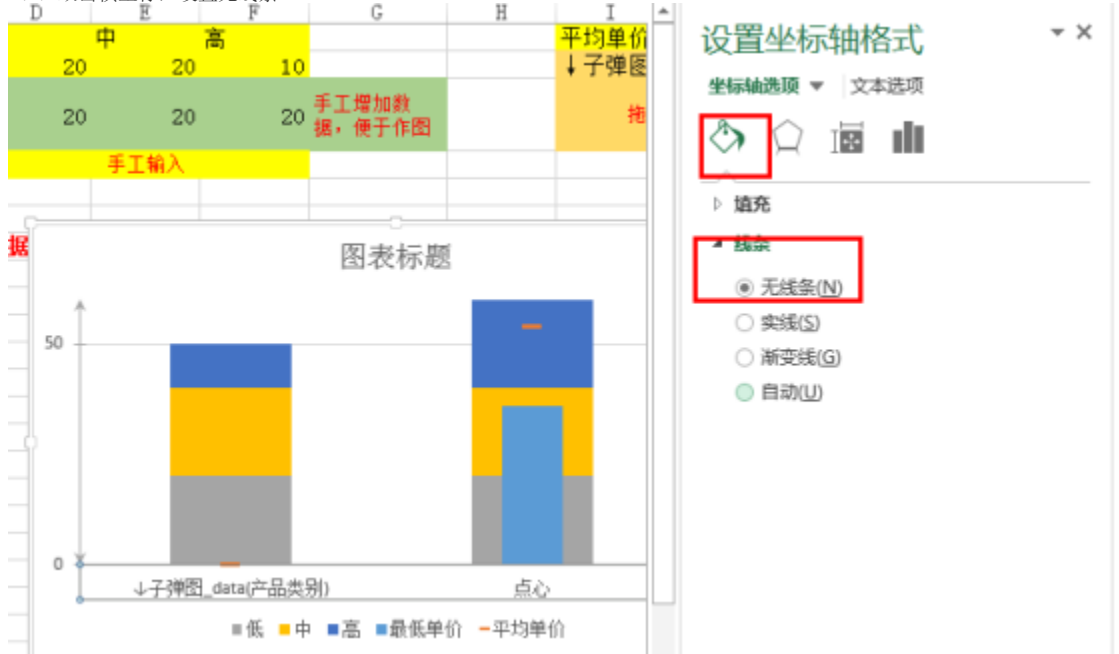 D E F G H I
中 高 平均单价
20 20 10 ↓子弹图
20 20 20 手工增加数
据，便于作图
拖
手工输入
据
图表标题
50
0
↓子弹图_data(产品类别) 点心
低 中 高 最低单价 平均单价
设置坐标轴格式
坐标轴选项 文本选项
填充
线条
无线条(N)
实线(S)
渐变线(G)
自动(U)